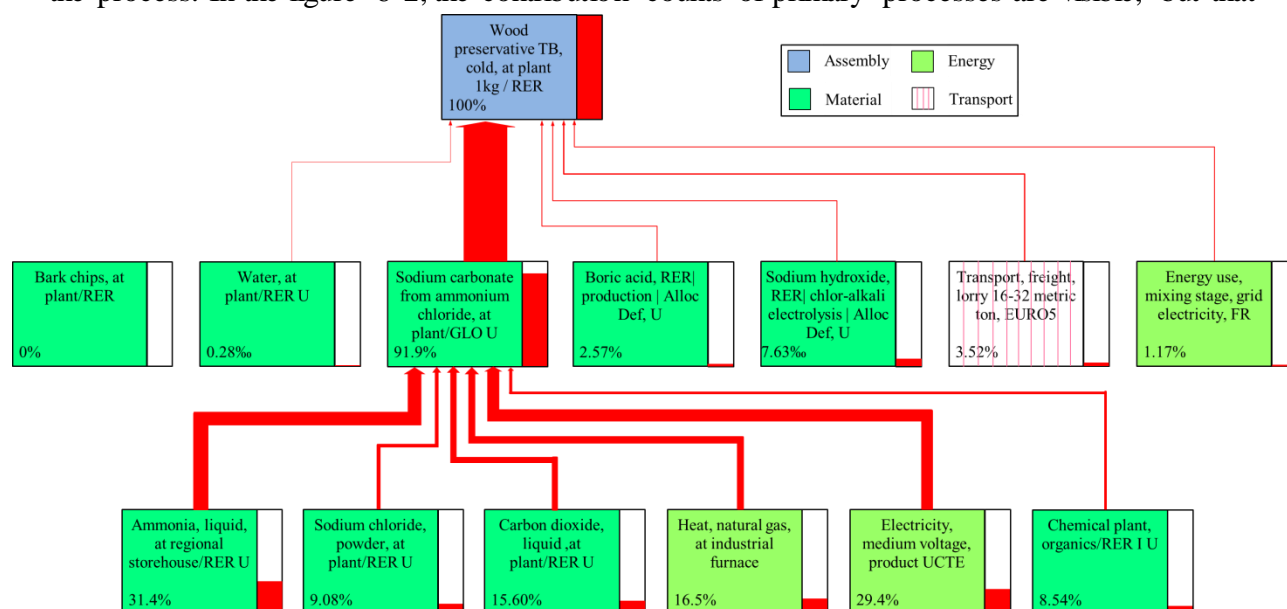 the process. In the figure 6-2, the contribution counts of primary processes are visible, but that
Wood
preservative TB,
cold, at plant
1kg / RER
100%
Assembly
Energy
Material
Transport
Bark chips, at
plant/RER
0%
Water, at
plant/RER U
0.28‰
Sodium carbonate
from ammonium
chloride, at
plant/GLO U
91.9%
Boric acid, RER|
production | Alloc
Def, U
2.57%
Sodium hydroxide,
RER| chlor-alkali
electrolysis | Alloc
Def, U
7.63‰
Transport, freight,
lorry 16-32 metric
ton, EURO5
3.52%
Energy use,
mixing stage, grid
electricity, FR
1.17%
Ammonia, liquid,
at regional
storehouse/RER U
31.4%
Sodium chloride,
powder, at
plant/RER U
9.08%
Carbon dioxide,
liquid ,at
plant/RER U
15.60%
Heat, natural gas,
at industrial
furnace
16.5%
Electricity,
medium voltage,
product UCTE
29.4%
Chemical plant,
organics/RER I U
8.54%